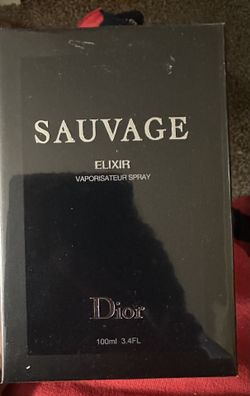 SAUVAGE
ELIXIR
VAPORISATEUR SPRAY
Dior
100ml 3.4FL